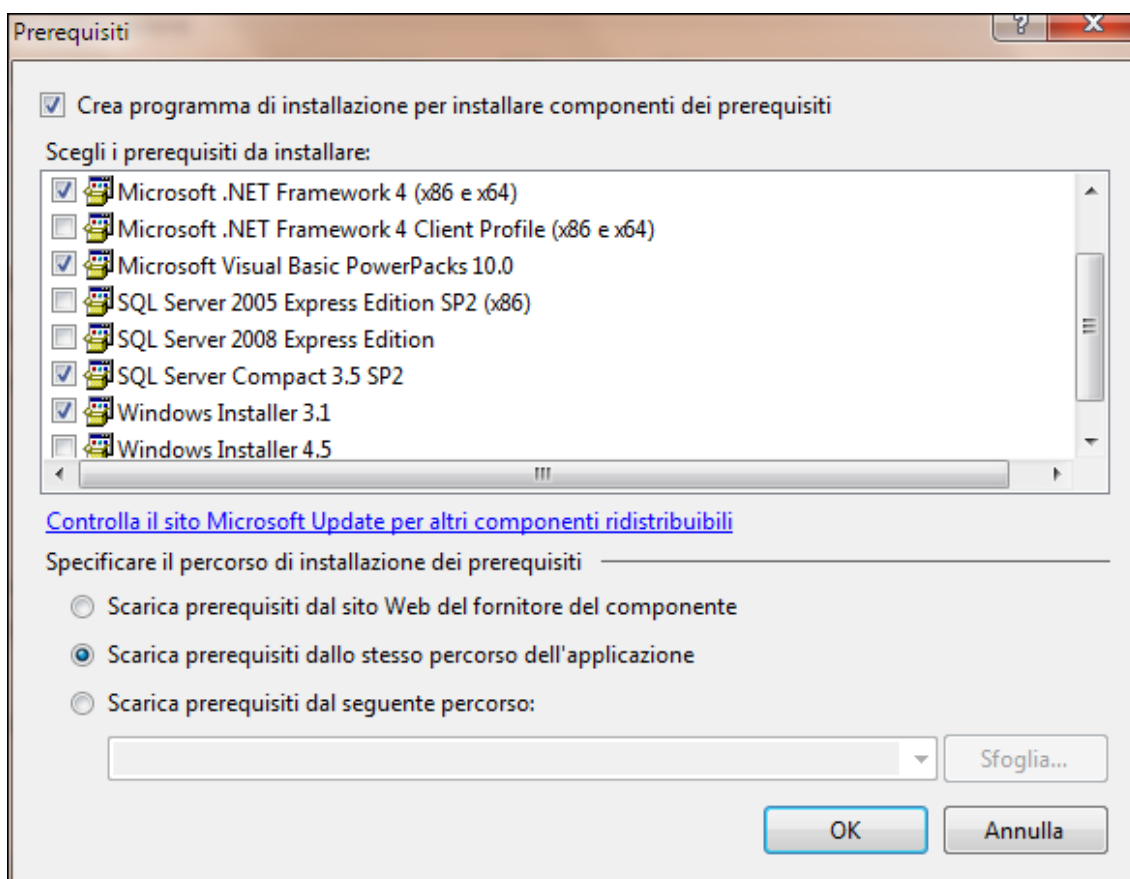 Prerequisiti
Crea programma di installazione per installare componenti dei prerequisiti
Scegli i prerequisiti da installare:
Microsoft .NET Framework 4 (x86 e x64)
Microsoft .NET Framework 4 Client Profile (x86 e x64)
Microsoft Visual Basic PowerPacks 10.0
SQL Server 2005 Express Edition SP2 (x86)
SQL Server 2008 Express Edition
SQL Server Compact 3.5 SP2
Windows Installer 3.1
Windows Installer 4.5
Controlla il sito Microsoft Update per altri componenti ridistribuibili
Specificare il percorso di installazione dei prerequisiti
Scarica prerequisiti dal sito Web del fornitore del componente
Scarica prerequisiti dallo stesso percorso dell'applicazione
Scarica prerequisiti dal seguente percorso:
Sfoglia...
OK Annulla